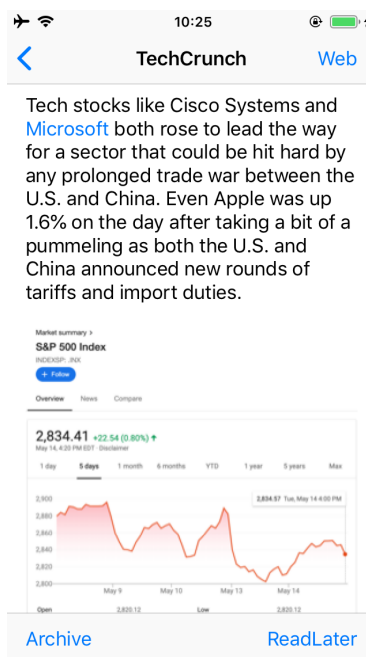 10:25
TechCrunch
Web
Tech stocks like Cisco Systems and
Microsoft both rose to lead the way
for a sector that could be hit hard by
any prolonged trade war between the
U.S. and China. Even Apple was up
1.6% on the day after taking a bit of a
pummeling as both the U.S. and
China announced new rounds of
tariffs and import duties.
Market summary >
S&P 500 Index
INDEXSP: .INX
+ Follow
Overview News Compare
2,834.41 +22.54 (0.80%) ↑
May 14, 4:20 PM EDT · Disclaimer
1 day 5 days 1 month 6 months YTD 1 year 5 years Max
2,834.57 Tue, May 14 4:00 PM
2,900
2,880
2,860
2,840
2,820
2,800
May 9 May 10 May 13 May 14
Open 2,820.12 Low 2,820.12
Archive ReadLater